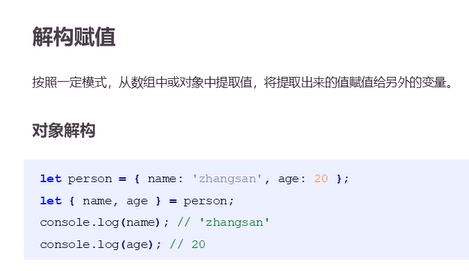 解构赋值
按照一定模式，从数组中或对象中提取值，将提取出来的值赋值给另外的变量。
对象解构
let person = { name: 'zhangsan', age: 20 };
let { name, age } = person;
console.log(name); // 'zhangsan'
console.log(age); // 20